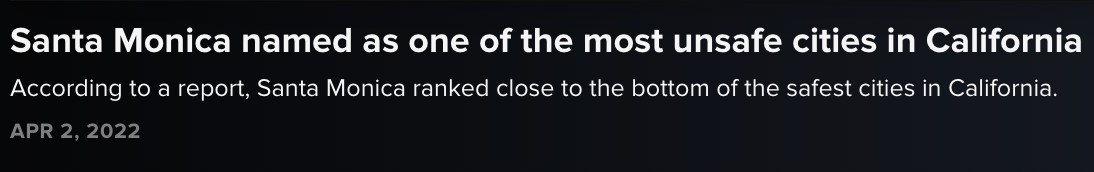 Santa Monica named as one of the most unsafe cities in California
According to a report, Santa Monica ranked close to the bottom of the safest cities in California.
APR 2, 2022